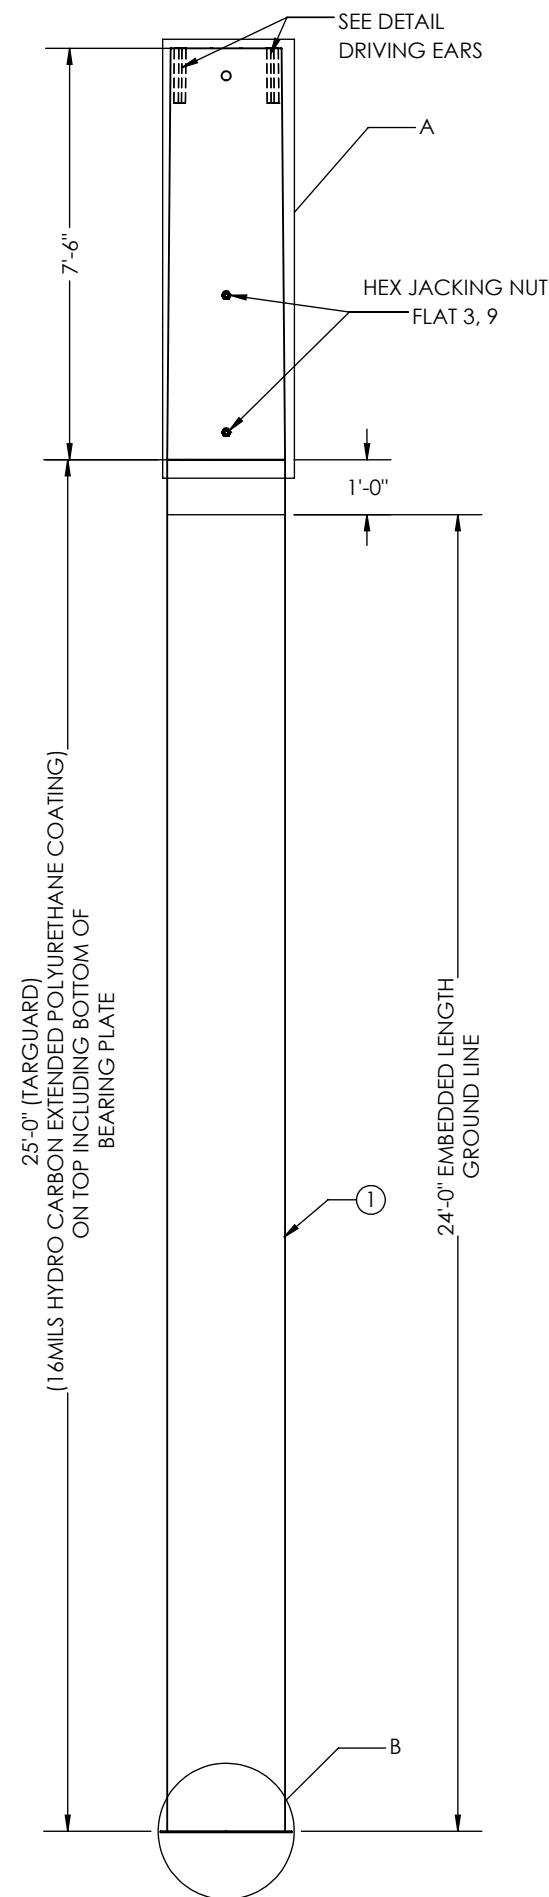 SEE DETAIL
DRIVING EARS
A
7'-6"
HEX JACKING NUT
FLAT 3, 9
1'-0"
25'-0" (TARGUARD)
(16MILS HYDRO CARBON EXTENDED POLYURETHANE COATING)
ON TOP INCLUDING BOTTOM OF
BEARING PLATE
24'-0" EMBEDDED LENGTH
GROUND LINE
1
B